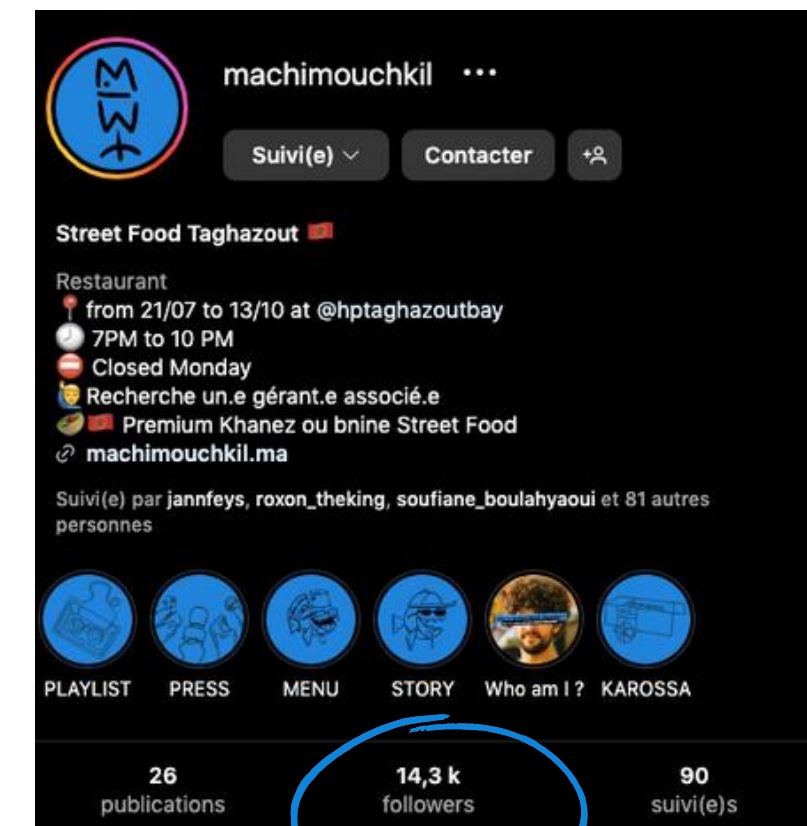 machimouchkil •••
Suivi(e)
Contacter
Street Food Taghazout 🇲🇦
Restaurant
📍 from 21/07 to 13/10 at @hptaghazoutbay
🕗 7PM to 10 PM
⛔ Closed Monday
🙋‍♂️ Recherche un.e gérant.e associé.e
🥙🇲🇦 Premium Khanez ou bnine Street Food
machimouchkil.ma
Suivi(e) par jannfeys, roxon_theking, soufiane_boulahyaoui et 81 autres
personnes
PLAYLIST PRESS MENU STORY Who am I ? KAROSSA
26 14,3 k 90
publications followers suivi(e)s